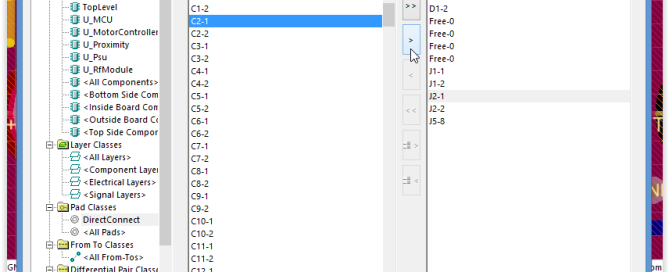 TopLevel
U_MCU
U_MotorController
U_Proximity
U_Psu
U_RfModule
<All Components>
<Bottom Side Com
<Inside Board Com
<Outside Board Co
<Top Side Compor
Layer Classes
<All Layers>
<Component Layer
<Electrical Layers>
<Signal Layers>
Pad Classes
DirectConnect
<All Pads>
From To Classes
<All From-Tos>
Differential Pair Classe
C1-2
C2-1
C2-2
C3-1
C3-2
C4-1
C4-2
C5-1
C5-2
C6-1
C6-2
C7-1
C7-2
C8-1
C8-2
C9-1
C9-2
C10-1
C10-2
C11-1
C11-2
C12-1
>>
>
<
<<
>
<
D1-2
Free-0
Free-0
Free-0
Free-0
J1-1
J1-2
J2-1
J2-2
J5-8